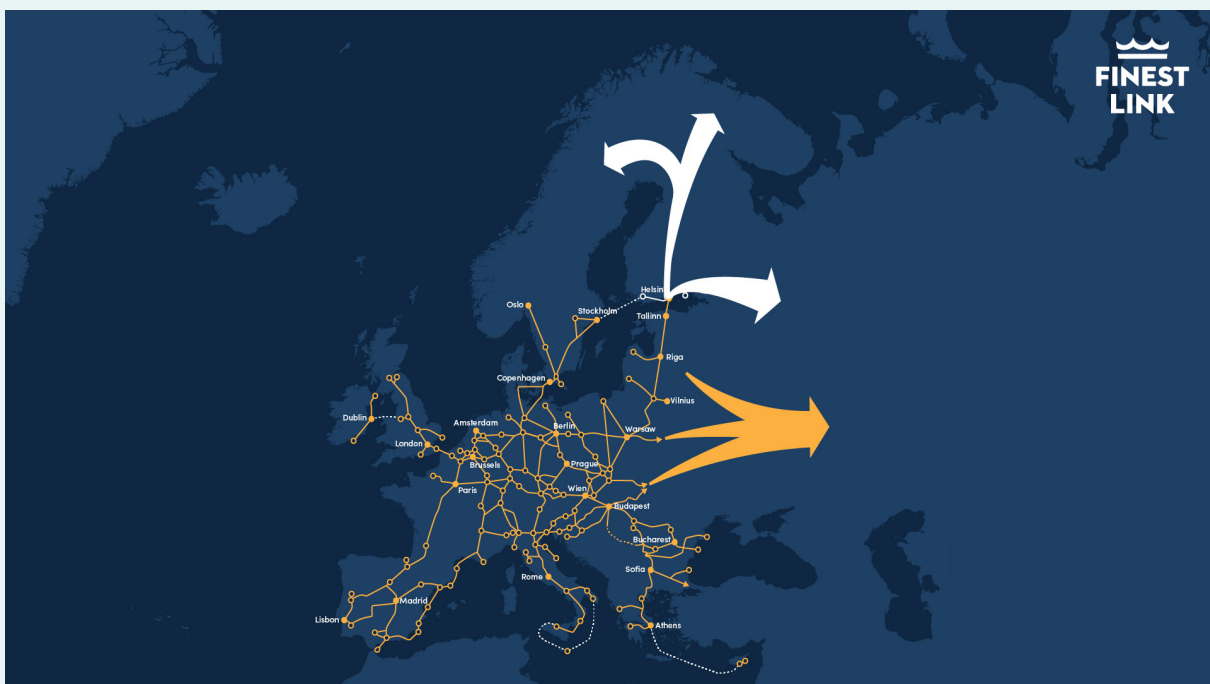 FINEST
LINK
Helsin
Oslo
Stockholm
Tallinn
Riga
Copenhagen
Vilnius
Dublin
Amsterdam
Berlin
Warsaw
London
Brussels
Prague
Paris
Wien
Budapest
Bucharest
Sofia
Rome
Madrid
Lisbon
Athens